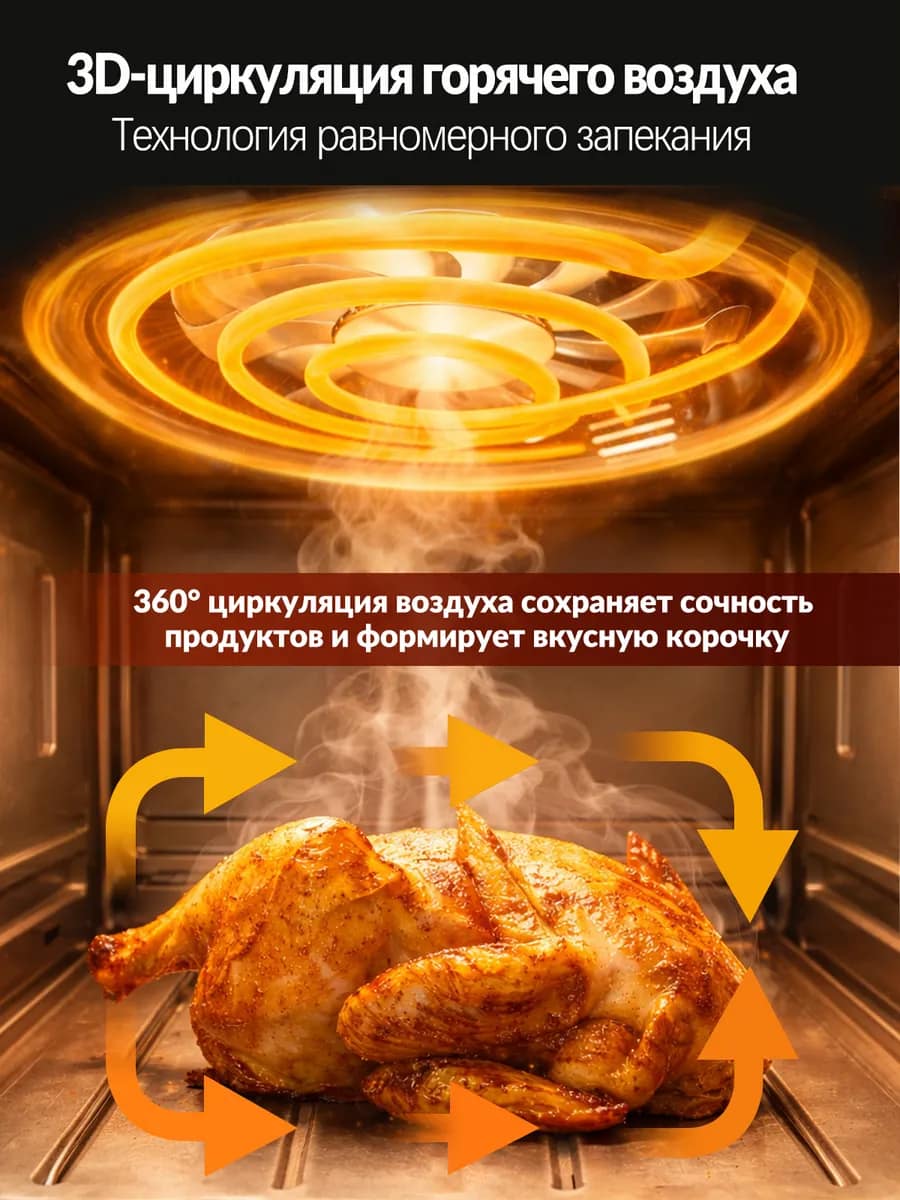 3D-циркуляция горячего воздуха
Технология равномерного запекания
360° циркуляция воздуха сохраняет сочность
продуктов и формирует вкусную корочку